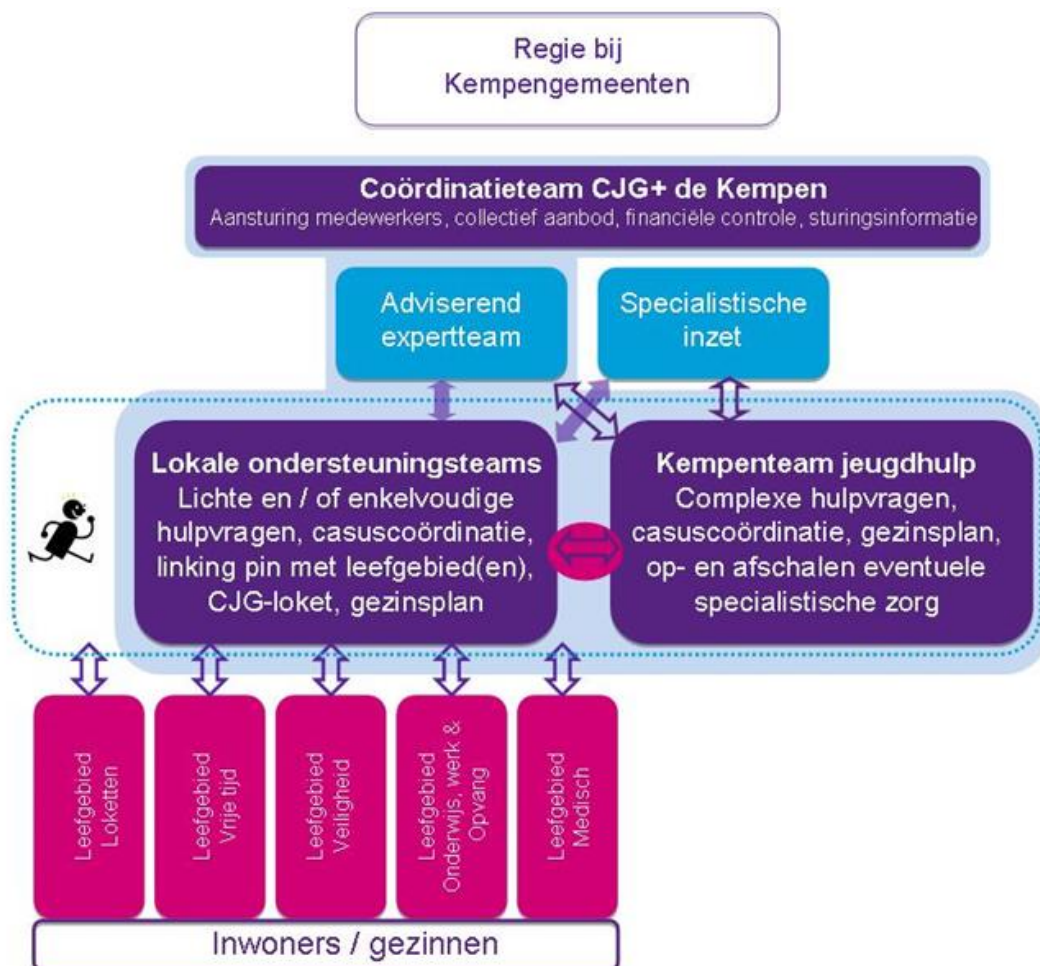 Regie bij
Kempengemeenten
Coördinatieteam CJG+ de Kempen
Aansturing medewerkers, collectief aanbod, financiële controle, sturingsinformatie
Adviserend
expertteam
Specialistische
inzet
Lokale ondersteuningsteams
Lichte en / of enkelvoudige
hulpvragen, casuscoördinatie,
linking pin met leefgebied(en),
CJG-loket, gezinsplan
Kempenteam jeugdhulp
Complexe hulpvragen,
casuscoördinatie, gezinsplan,
op- en afschalen eventuele
specialistische zorg
Leefgebied
Loketten
Leefgebied
Vrije tijd
Leefgebied
Veiligheid
Leefgebied
Onderwijs, werk &
Opvang
Leefgebied
Medisch
Inwoners / gezinnen